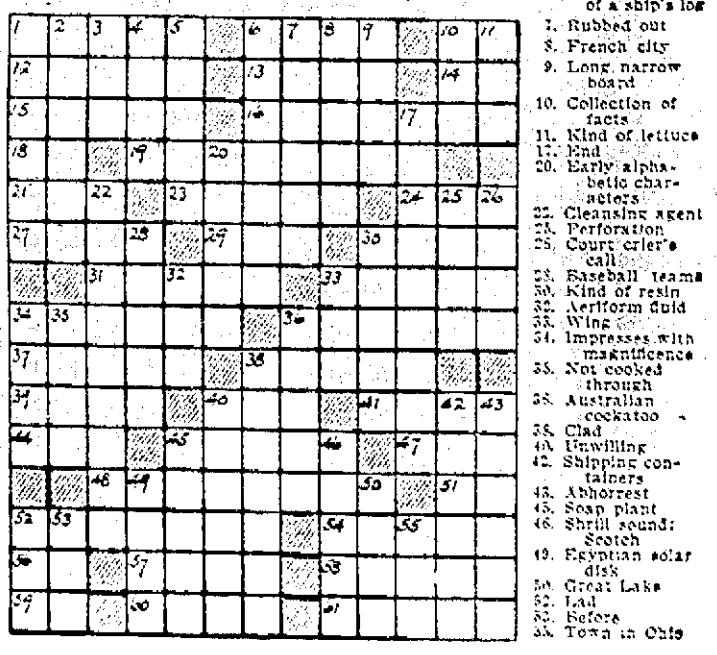 1 2 3 4 5 6 7 8 9 10 11
12 13 14
15 16 17
18 19 20
21 22 23 24 25 26
27 28 29 30
31 32 33
34 35 36
37 38
39 40 41 42 43
44 45 46 47
48 49 50 51
52 53 54 55
56 57 58
59 60 61
of a ship's log
7. Rubbed out
8. French city
9. Long, narrow
board
10. Collection of
facts
11. Kind of lettuce
17. End
20. Early alpha-
betic char-
acters
22. Cleansing agent
25. Perforation
26. Court crier's
call
28. Baseball teams
30. Kind of resin
32. Aeriform fluid
33. Wing
34. Impresses with
magnificence
35. Not cooked
through
36. Australian
cockatoo
38. Clad
40. Unwilling
42. Shipping con-
tainers
43. Abhorrest
45. Soap plant
46. Shrill sound:
Scotch
49. Egyptian solar
disk
50. Great Lake
52. Lad
53. Before
55. Town in Ohio